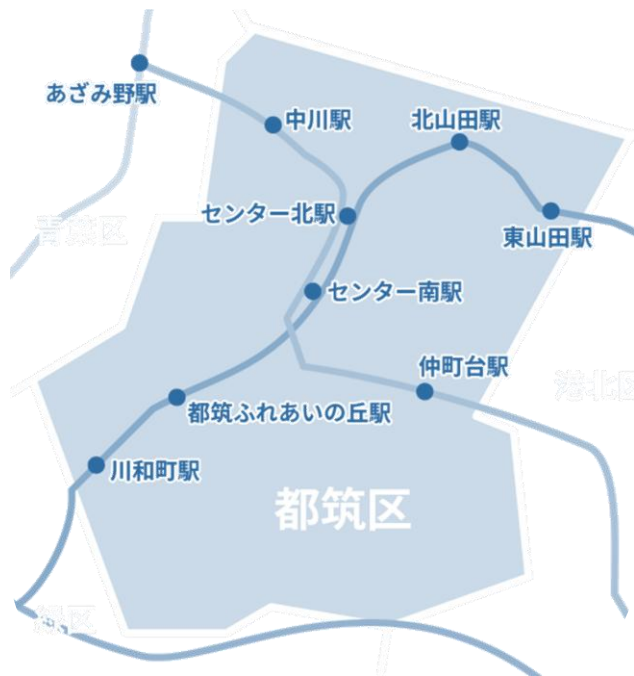 あざみ野駅
中川駅
北山田駅
センター北駅
青葉区
東山田駅
センター南駅
仲町台駅
港北区
都筑ふれあいの丘駅
川和町駅
都筑区
緑区